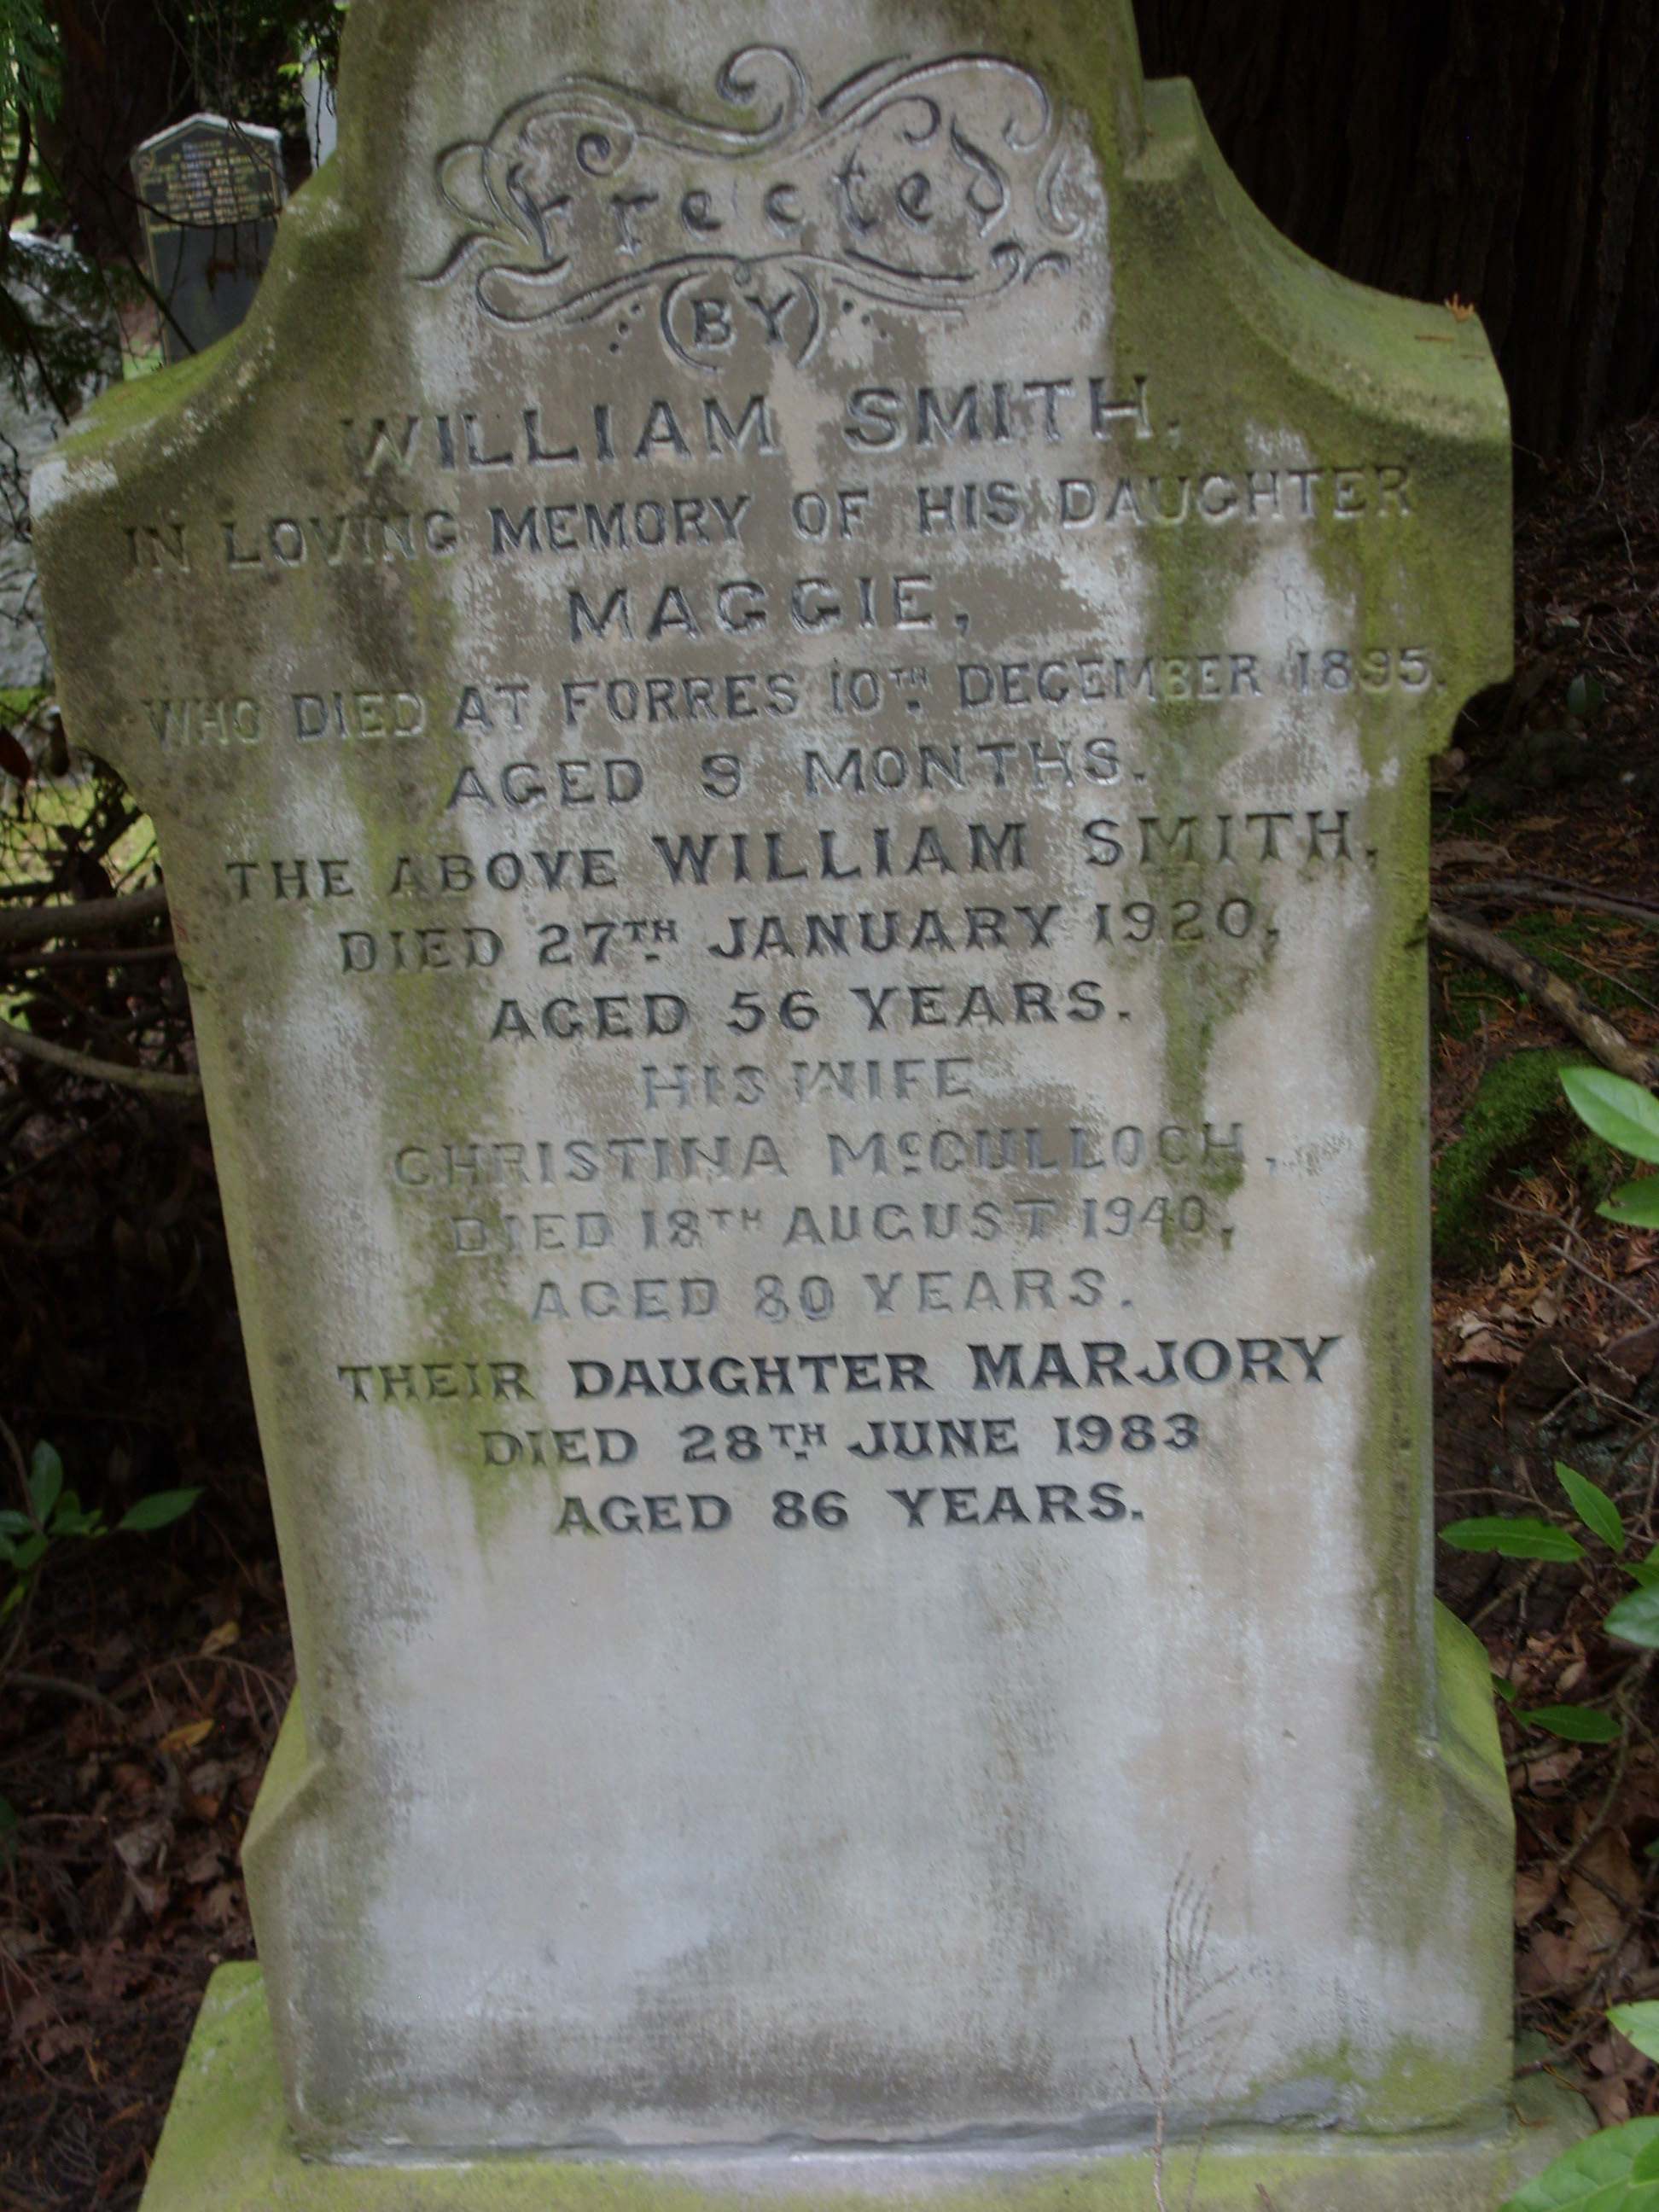 Erected
(BY)
WILLIAM SMITH.
IN LOVING MEMORY OF HIS DAUGHTER
MAGGIE,
WHO DIED AT FORRES 10TH. DECEMBER 1895.
AGED 9 MONTHS.
THE ABOVE WILLIAM SMITH,
DIED 27TH. JANUARY 1920,
AGED 56 YEARS.
HIS WIFE
CHRISTINA McCULLOCH,
DIED 18TH AUGUST 1940,
AGED 80 YEARS.
THEIR DAUGHTER MARJORY
DIED 28TH. JUNE 1983
AGED 86 YEARS.